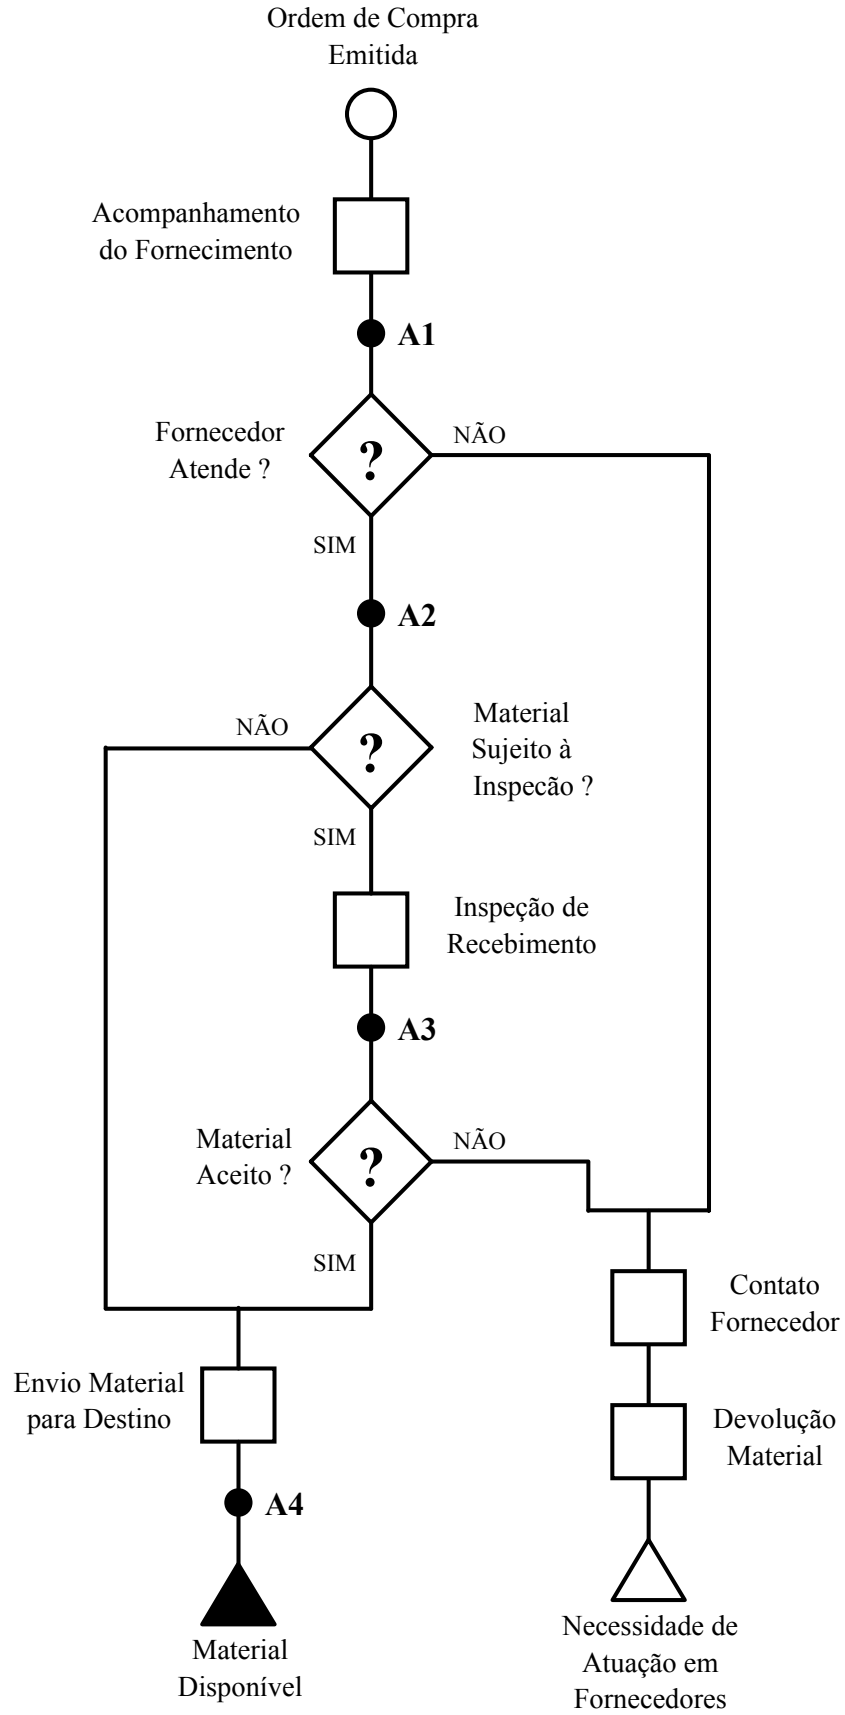 Ordem de Compra
Emitida
Acompanhamento
do Fornecimento
A1
Fornecedor
Atende ?
?
NÃO
SIM
A2
NÃO
?
Material
Sujeito à
Inspecão ?
SIM
Inspeção de
Recebimento
A3
Material
Aceito ?
?
NÃO
SIM
Contato
Fornecedor
Envio Material
para Destino
Devolução
Material
A4
Material
Disponível
Necessidade de
Atuação em
Fornecedores